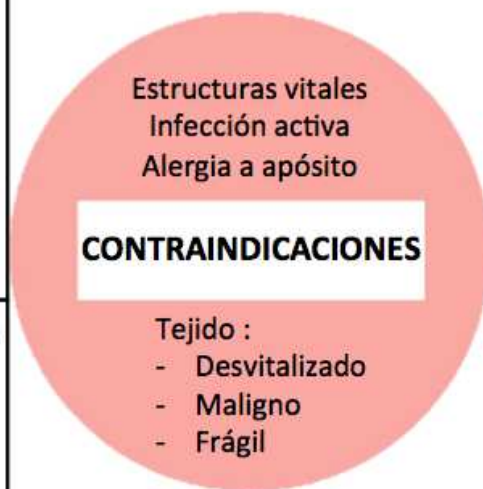 Estructuras vitales
Infección activa
Alergia a apósito
CONTRAINDICACIONES
Tejido :
- Desvitalizado
- Maligno
- Frágil